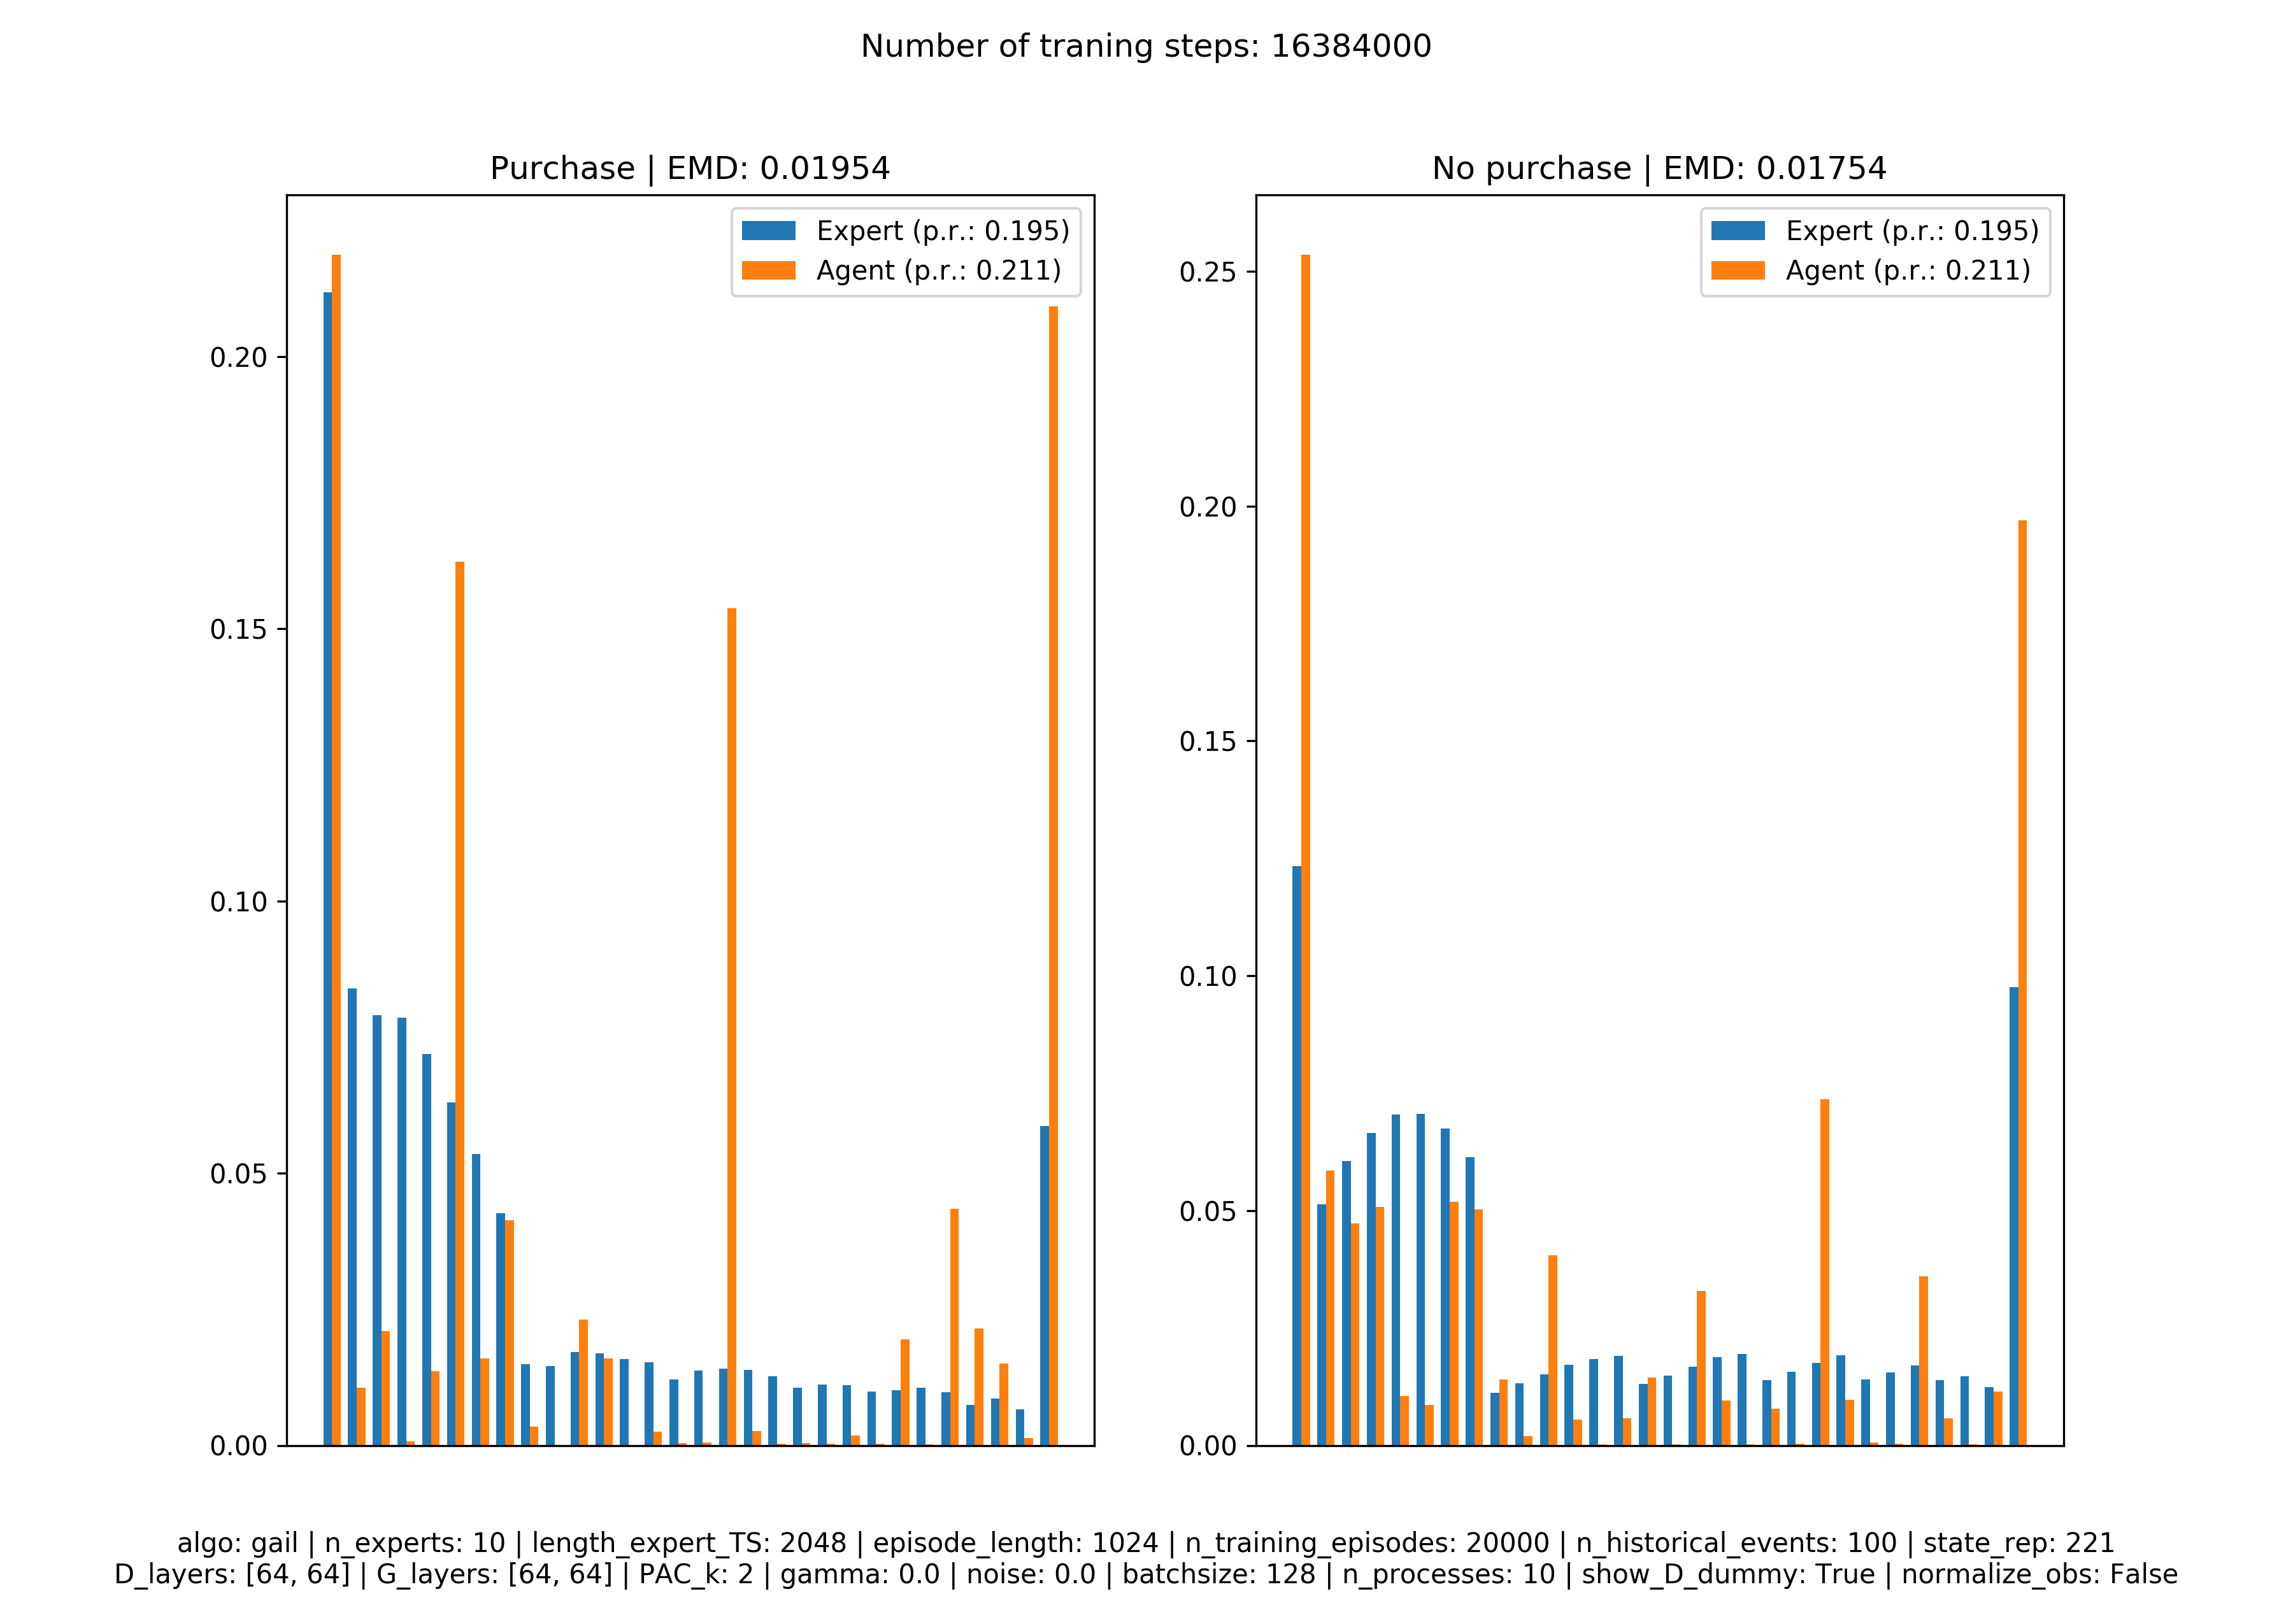 Number of traning steps: 16384000
Purchase | EMD: 0.01954
Expert (p.r.: 0.195)
Agent (p.r.: 0.211)
0.20
0.15
0.10
0.05
0.00
No purchase | EMD: 0.01754
Expert (p.r.: 0.195)
Agent (p.r.: 0.211)
0.25
0.20
0.15
0.10
0.05
0.00
algo: gail | n_experts: 10 | length_expert_TS: 2048 | episode_length: 1024 | n_training_episodes: 20000 | n_historical_events: 100 | state_rep: 221
D_layers: [64, 64] | G_layers: [64, 64] | PAC_k: 2 | gamma: 0.0 | noise: 0.0 | batchsize: 128 | n_processes: 10 | show_D_dummy: True | normalize_obs: False